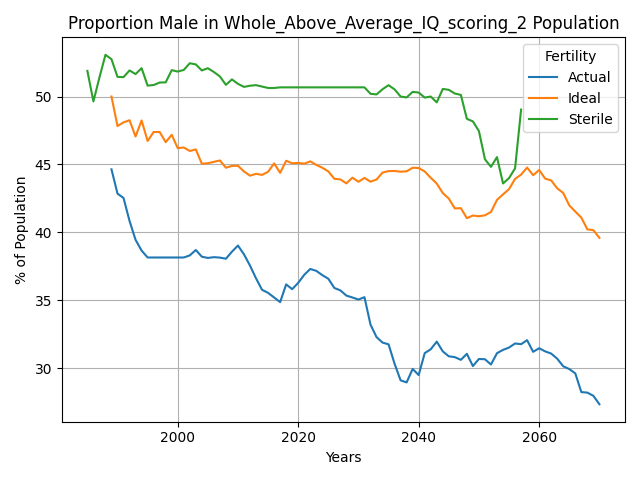 Proportion Male in Whole_Above_Average_IQ_scoring_2 Population
Fertility
Actual
Ideal
Sterile
% of Population
50
45
40
35
30
2000
2020
2040
2060
Years